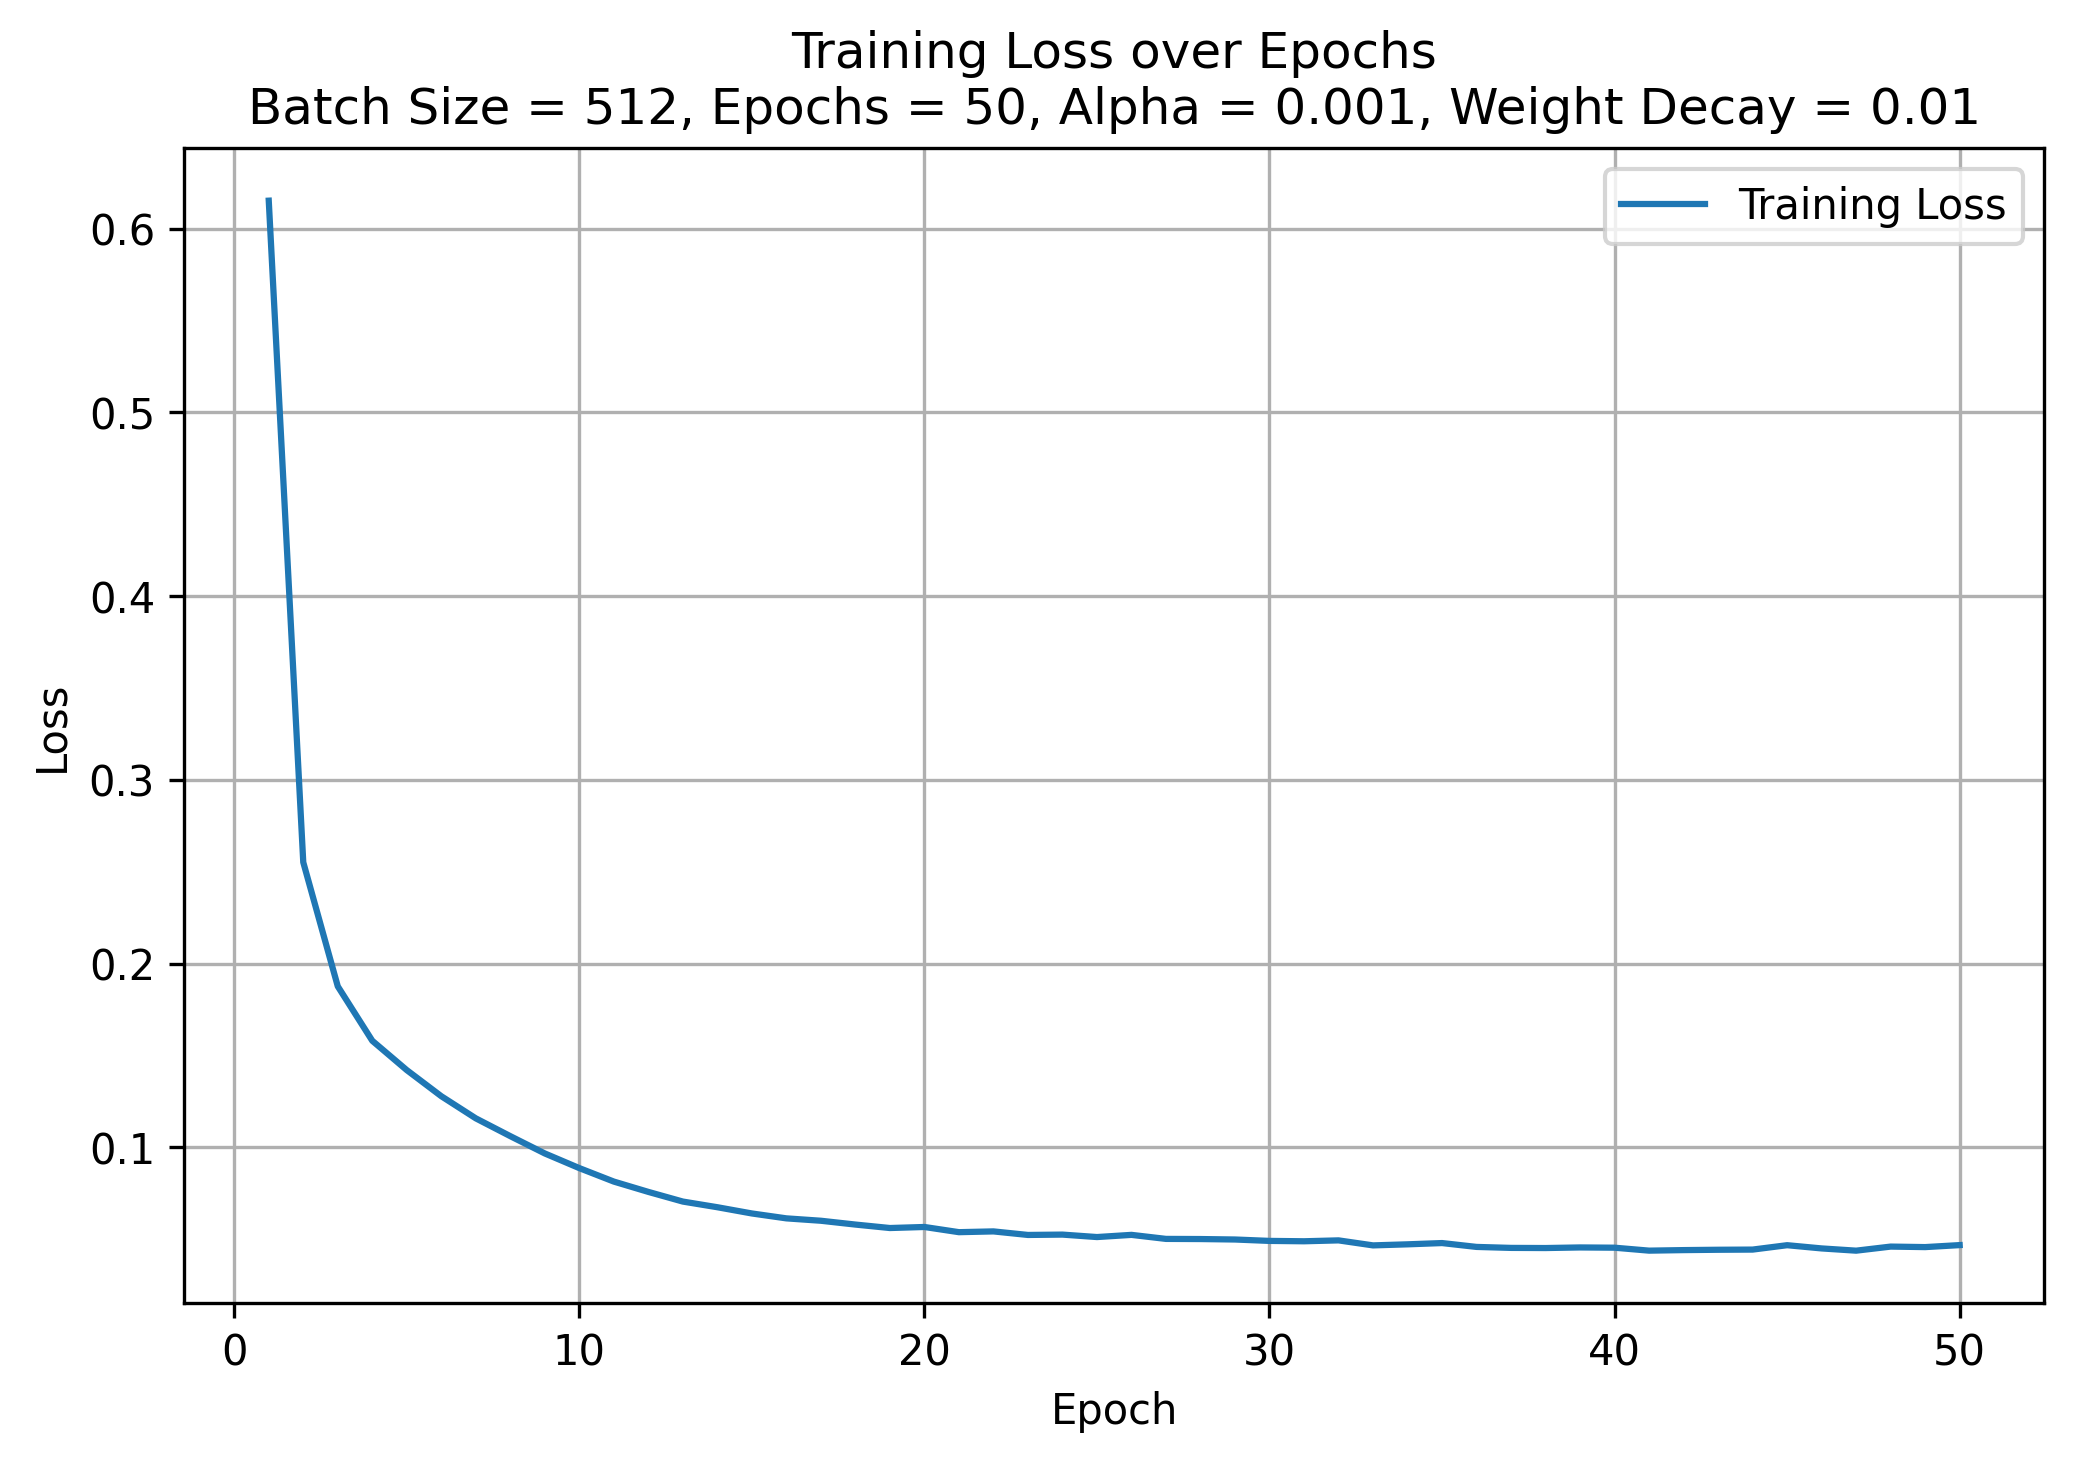 Training Loss over Epochs
Batch Size = 512, Epochs = 50, Alpha = 0.001, Weight Decay = 0.01
Training Loss
0.6
0.5
0.4
0.3
0.2
0.1
Loss
0 10 20 30 40 50
Epoch